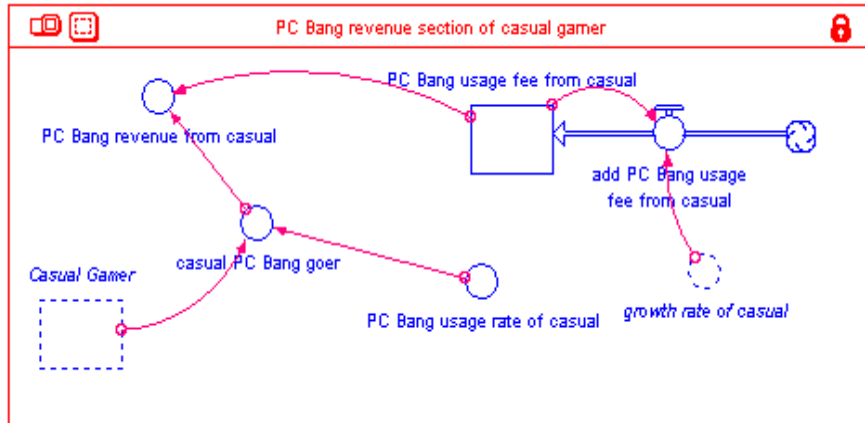 PC Bang revenue section of casual gamer
PC Bang usage fee from casual
PC Bang revenue from casual
add PC Bang usage
fee from casual
casual PC Bang goer
Casual Gamer
PC Bang usage rate of casual
growth rate of casual